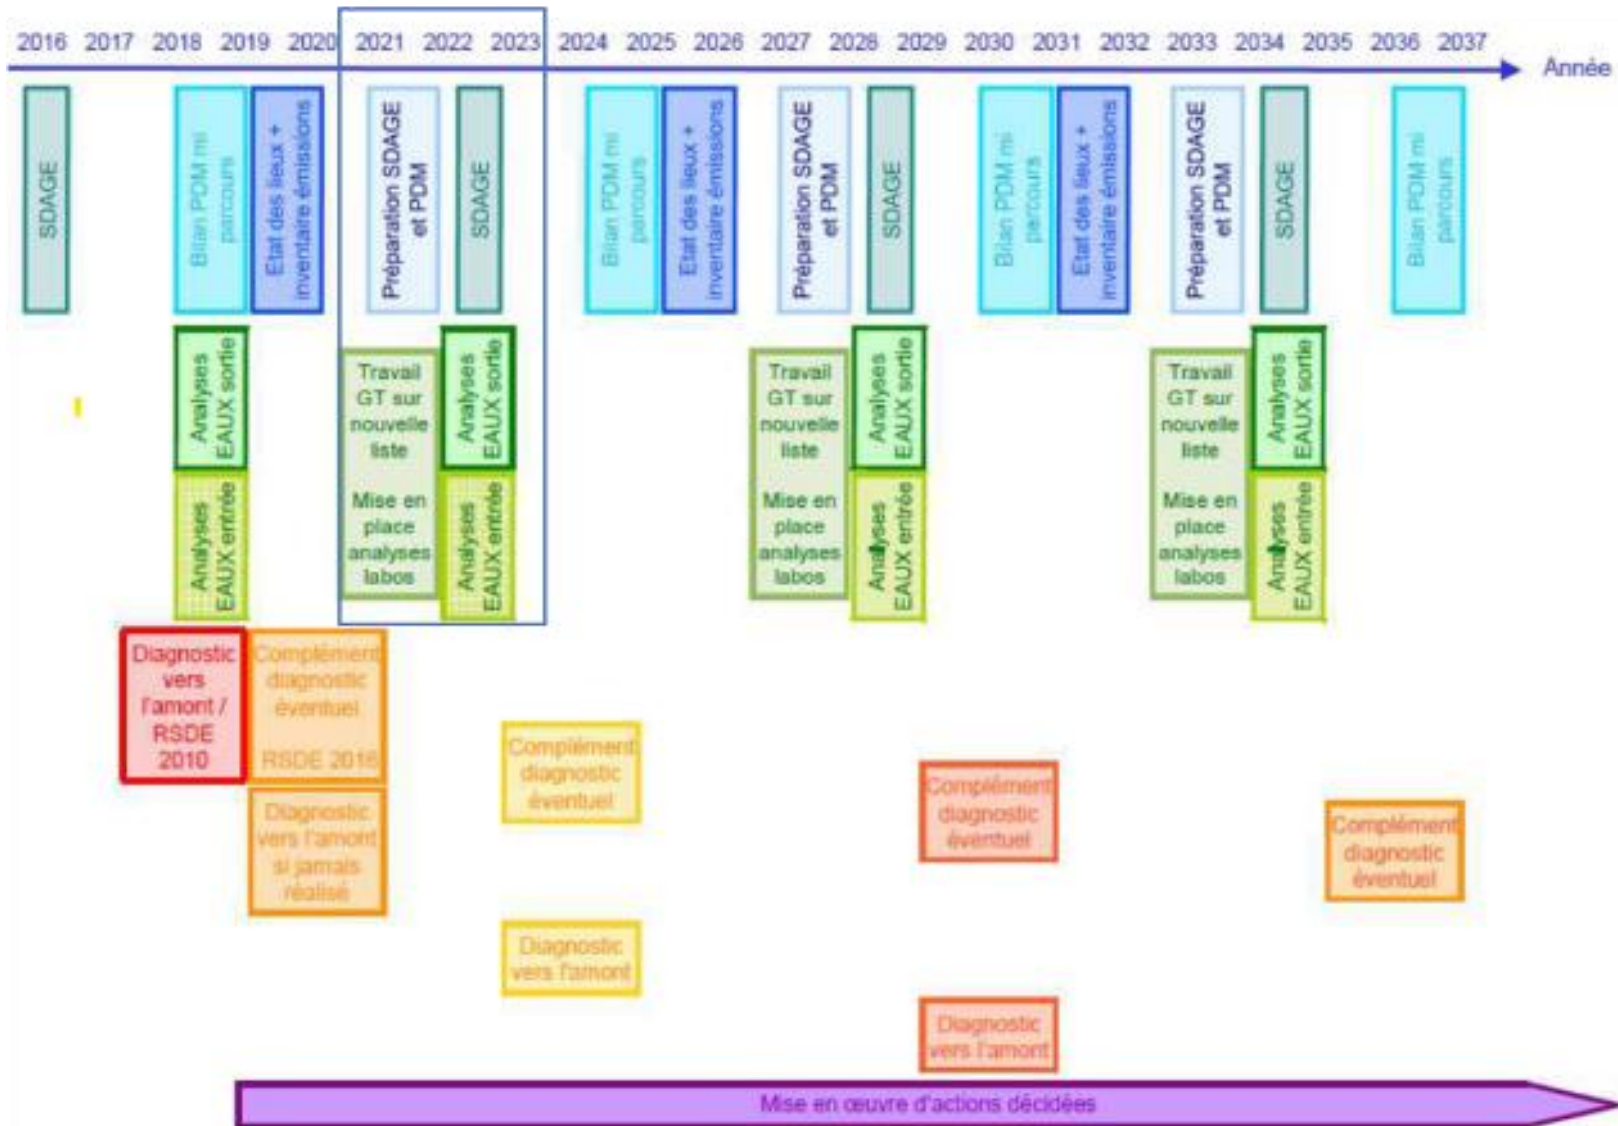 2016 2017 2018 2019 2020 2021 2022 2023 2024 2025 2026 2027 2028 2029 2030 2031 2032 2033 2034 2035 2036 2037
Année
SDAGE
Bilan PDM mi
parcours
Etat des lieux +
inventaire émissions
Préparation SDAGE
et PDM
SDAGE
Bilan PDM mi
parcours
Etat des lieux +
inventaire émissions
Préparation SDAGE
et PDM
SDAGE
Bilan PDM mi
parcours
Etat des lieux +
inventaire émissions
Préparation SDAGE
et PDM
SDAGE
Bilan PDM mi
parcours
Analyses
EAUX sortie
Analyses
EAUX entrée
Travail
GT sur
nouvelle
liste
Mise en
place
analyses
labos
Analyses
EAUX sortie
Analyses
EAUX entrée
Travail
GT sur
nouvelle
liste
Mise en
place
analyses
labos
Analyses
EAUX sortie
Analyses
EAUX entrée
Travail
GT sur
nouvelle
liste
Mise en
place
analyses
labos
Analyses
EAUX sortie
Analyses
EAUX entrée
Diagnostic
vers
l'amont /
RSDE
2010
Complément
diagnostic
éventuel
RSDE 2016
Diagnostic
vers l'amont
si jamais
réalisé
Complément
diagnostic
éventuel
Diagnostic
vers l'amont
Complément
diagnostic
éventuel
Diagnostic
vers l'amont
Complément
diagnostic
éventuel
Mise en œuvre d'actions décidées